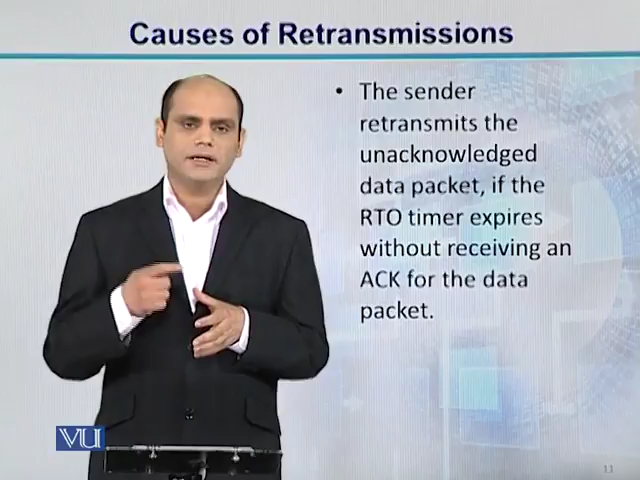 Causes of Retransmissions
• The sender
retransmits the
unacknowledged
data packet, if the
RTO timer expires
without receiving an
ACK for the data
packet.
VU
11